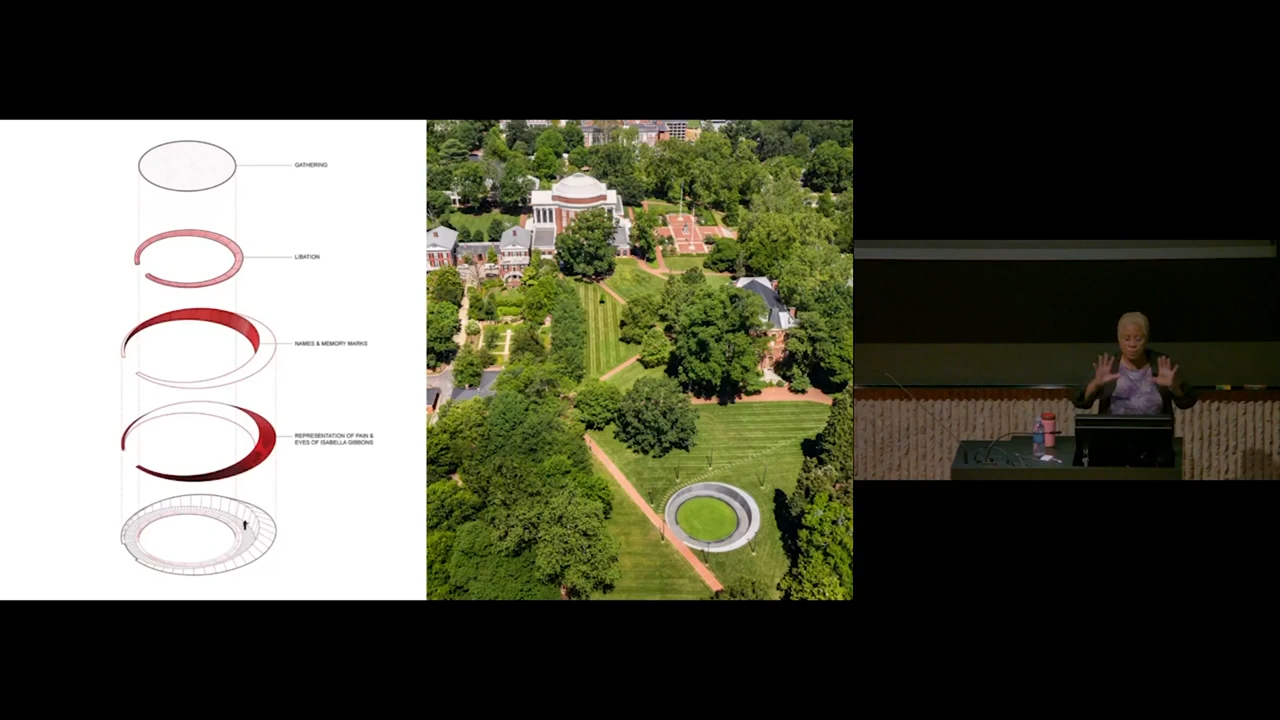 GATHERING
LIBATION
NAMES & MEMORY MARKS
REPRESENTATION OF PAIN &
EYES OF ISABELLA GIBBONS